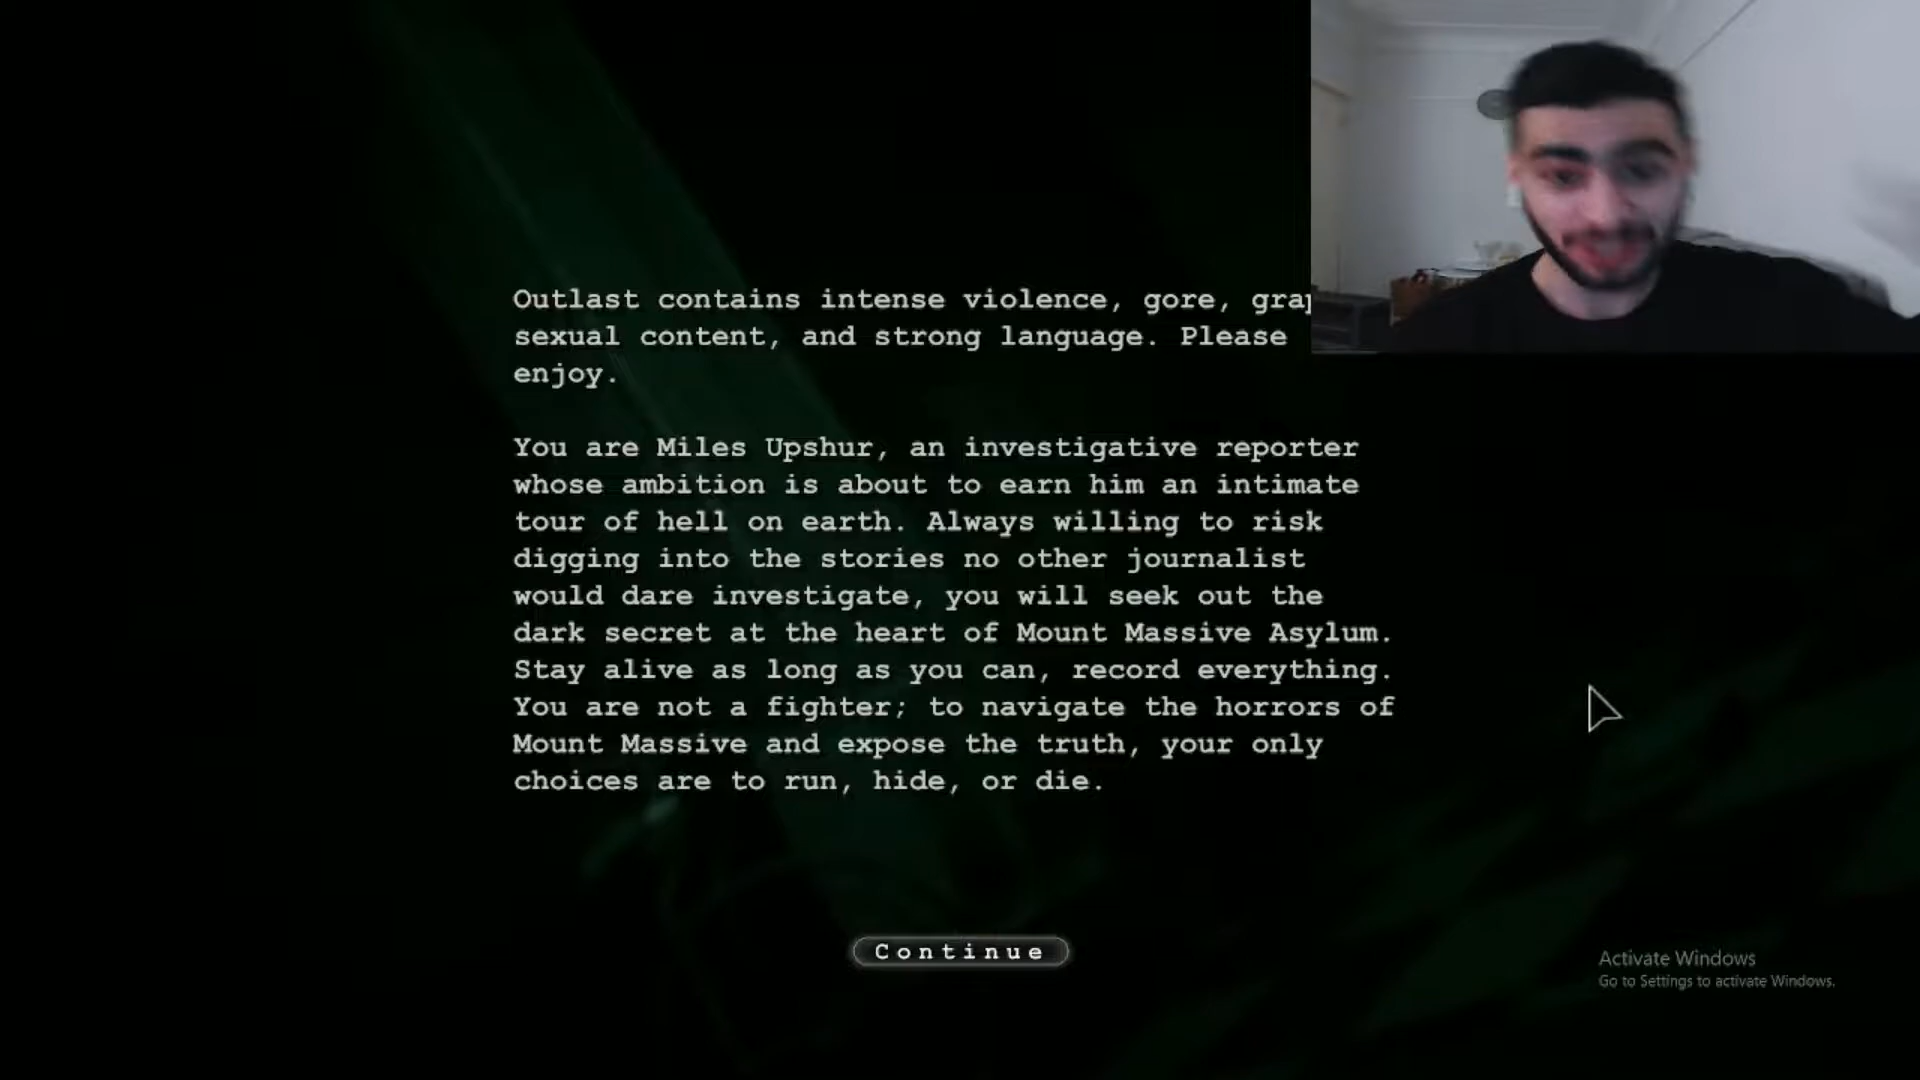 Outlast contains intense violence, gore,
sexual content, and strong language. Please
enjoy.
You are Miles Upshur, an investigative reporter
whose ambition is about to earn him an intimate
tour of hell on earth. Always willing to risk
digging into the stories no other journalist
would dare investigate, you will seek out the
dark secret at the heart of Mount Massive Asylum.
Stay alive as long as you can, record everything.
You are not a fighter; to navigate the horrors of
Mount Massive and expose the truth, your only
choices are to run, hide, or die.
Continue
Activate Windows
Go to Settings to activate Windows.